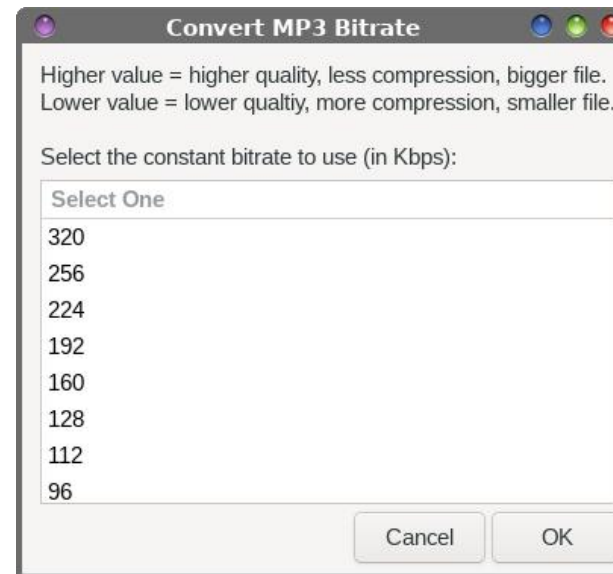 Convert MP3 Bitrate
Higher value = higher quality, less compression, bigger file.
Lower value = lower qualtiy, more compression, smaller file.
Select the constant bitrate to use (in Kbps):
Select One
320
256
224
192
160
128
112
96
Cancel OK